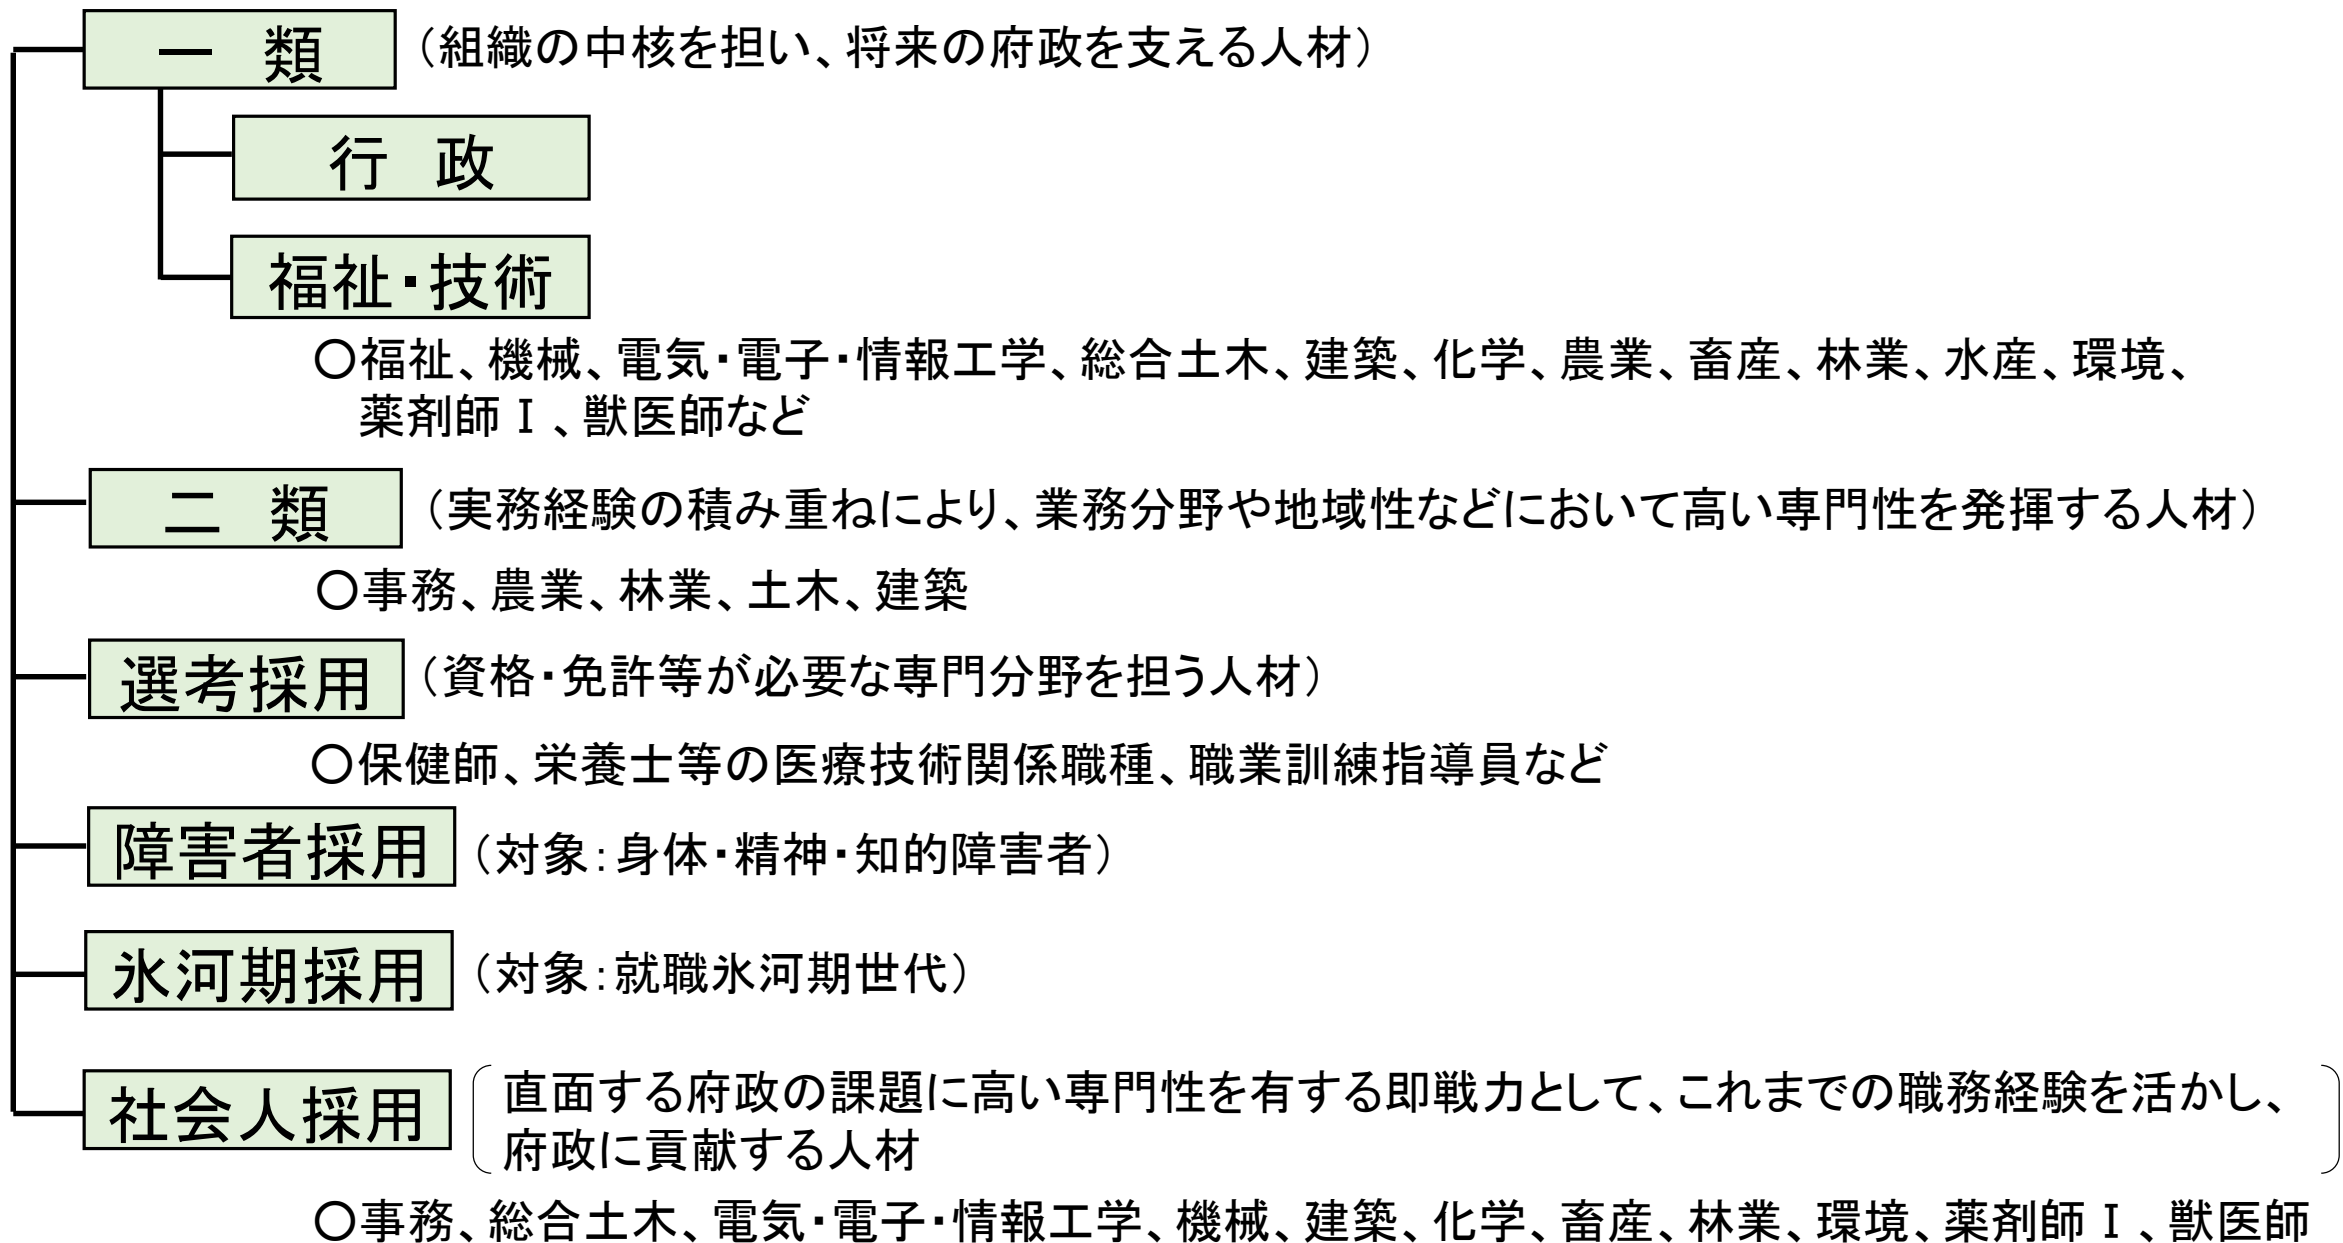 一　類　（組織の中核を担い、将来の府政を支える人材）
行　政
福祉・技術
〇福祉、機械、電気・電子・情報工学、総合土木、建築、化学、農業、畜産、林業、水産、環境、
薬剤師Ⅰ、獣医師など
二　類　（実務経験の積み重ねにより、業務分野や地域性などにおいて高い専門性を発揮する人材）
〇事務、農業、林業、土木、建築
選考採用　（資格・免許等が必要な専門分野を担う人材）
〇保健師、栄養士等の医療技術関係職種、職業訓練指導員など
障害者採用　（対象：身体・精神・知的障害者）
氷河期採用　（対象：就職氷河期世代）
社会人採用　直面する府政の課題に高い専門性を有する即戦力として、これまでの職務経験を活かし、
府政に貢献する人材
〇事務、総合土木、電気・電子・情報工学、機械、建築、化学、畜産、林業、環境、薬剤師Ⅰ、獣医師